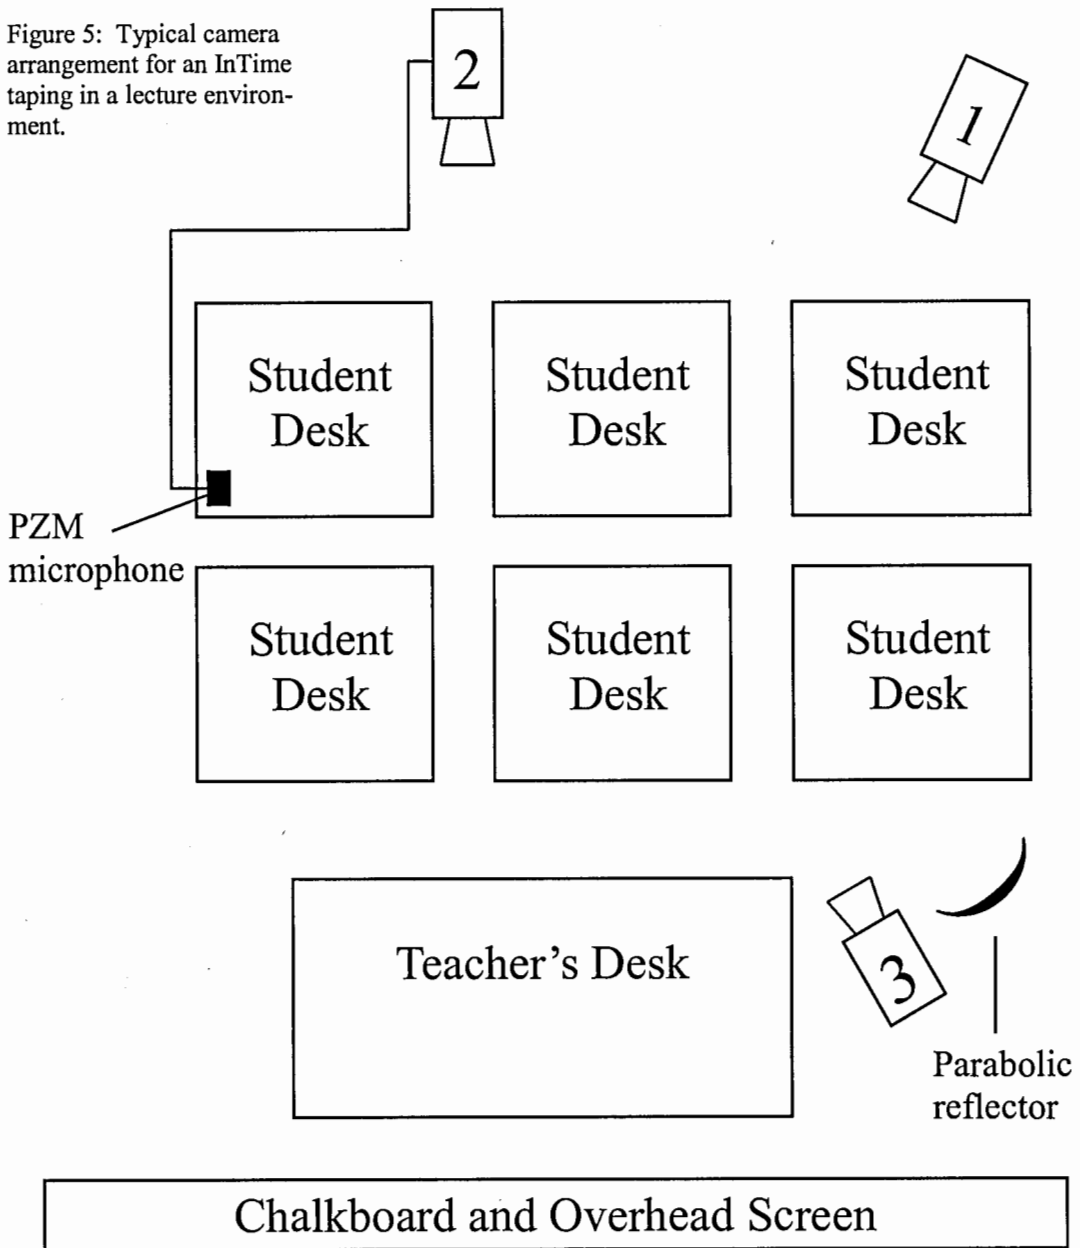 Figure 5:  Typical camera
arrangement for an InTime
taping in a lecture environ-
ment.
2
1
Student
Desk
Student
Desk
Student
Desk
PZM
microphone
Student
Desk
Student
Desk
Student
Desk
Teacher’s Desk
3
Parabolic
reflector
Chalkboard and Overhead Screen